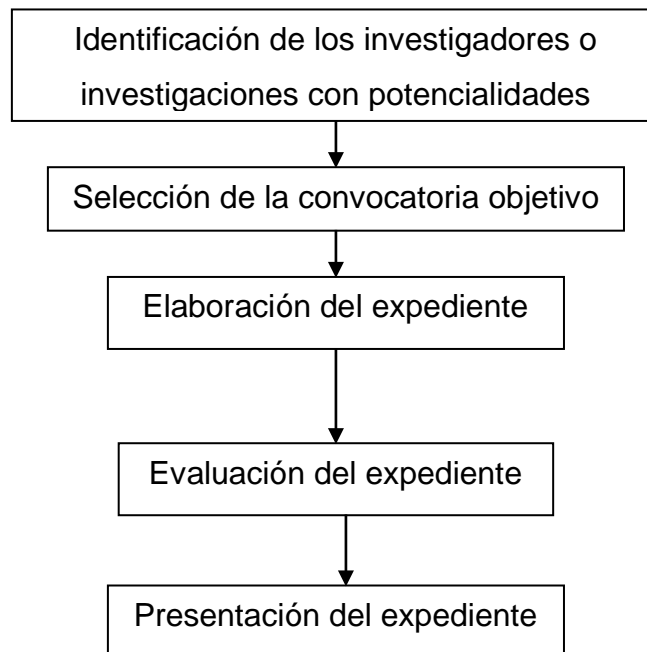 Identificación de los investigadores o
investigaciones con potencialidades
Selección de la convocatoria objetivo
Elaboración del expediente
Evaluación del expediente
Presentación del expediente